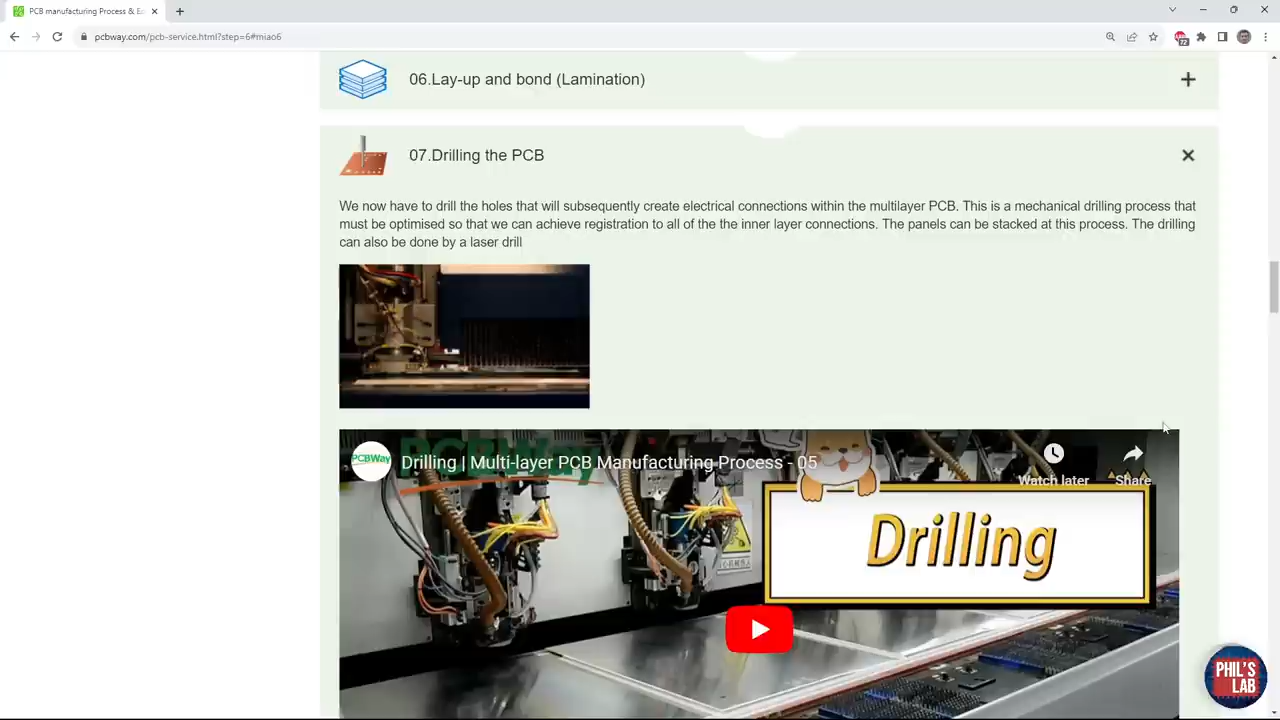 PCB manufacturing Process & Eq
pcbway.com/pcb-service.html?step=6#miao6
72
06.Lay-up and bond (Lamination)
07.Drilling the PCB
We now have to drill the holes that will subsequently create electrical connections within the multilayer PCB. This is a mechanical drilling process that
must be optimised so that we can achieve registration to all of the the inner layer connections. The panels can be stacked at this process. The drilling
can also be done by a laser drill
PCBWay
PCBWay
Drilling | Multi-layer PCB Manufacturing Process - 05
Watch later
Share
Drilling
PHIL'S
LAB